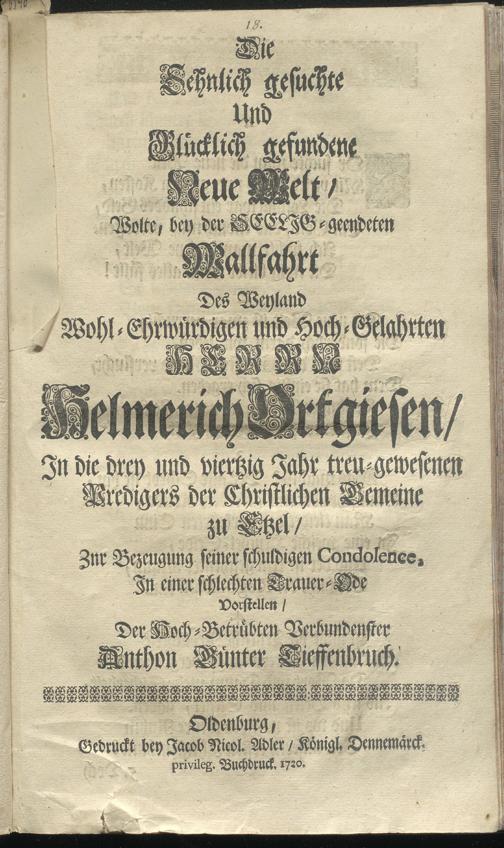 18.
Die
Sehnlich gesuchte
Und
Glücklich gefundene
Neue Welt /
Wolte, bey der SEELIG-geendeten
Wallfahrt
Des Weyland
Wohl-Ehrwürdigen und Hoch-Gelahrten
HERRN
Helmerich Ortgiesen /
In die drey und viertzig Jahr treu-gewesenen
Predigers der Christlichen Gemeine
zu Etzel /
Zur Bezeugung seiner schuldigen Condolence,
In einer schlechten Trauer-Ode
Vorstellen /
Der Hoch-Betrübten Verbundenster
Anthon Günter Tieffenbruch.
Oldenburg,
Gedruckt bey Jacob Nicol. Adler / Königl. Dennemärck.
privileg. Buchdruck. 1720.